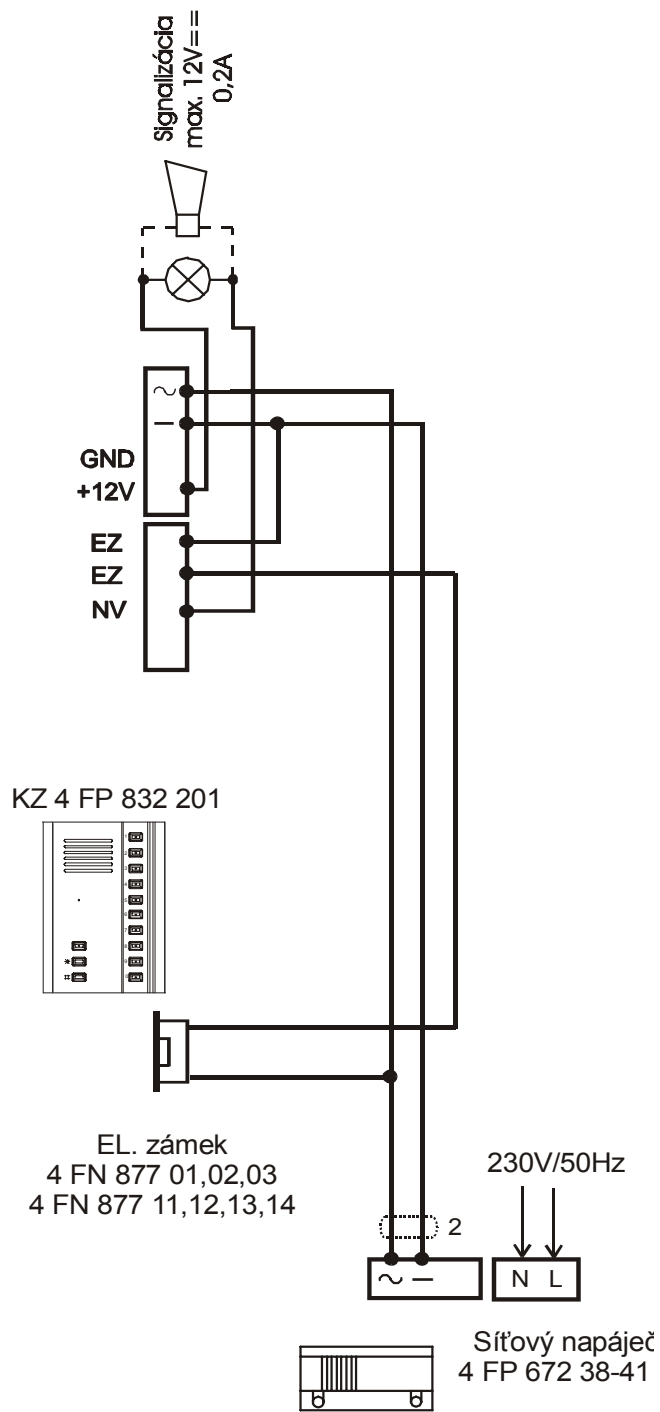 Signalizácia
max. 12V==
0,2A
~
—
GND
+12V
EZ
EZ
NV
KZ 4 FP 832 201
EL. zámek
4 FN 877 01,02,03
4 FN 877 11,12,13,14
230V/50Hz
2
~ — N L
Síťový napáječ
4 FP 672 38-41